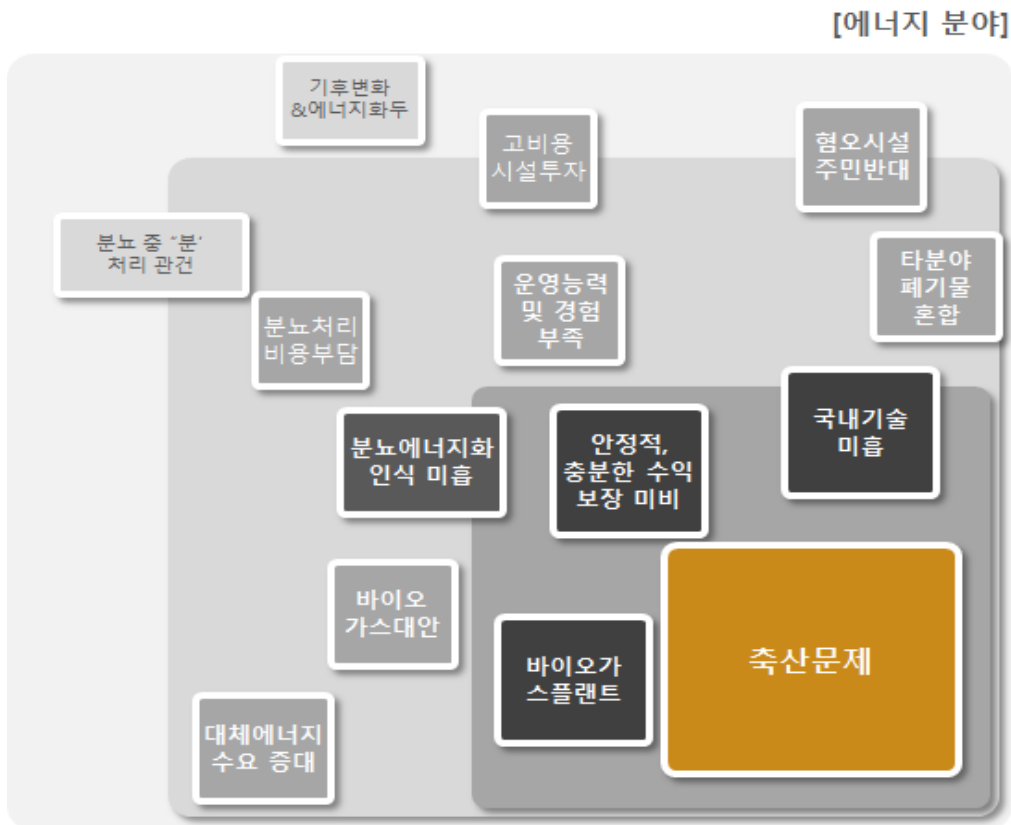 [에너지 분야]
기후변화
&에너지화두
고비용
시설투자
혐오시설
주민반대
분뇨 중 "분'
처리 관건
타분야
폐기물
혼합
운영능력
및 경험
부족
분뇨처리
비용부담
국내기술
미흡
분뇨에너지화
인식 미흡
안정적,
충분한 수익
보장 미비
바이오
가스대안
바이오가
스플랜트
축산문제
대체에너지
수요 증대